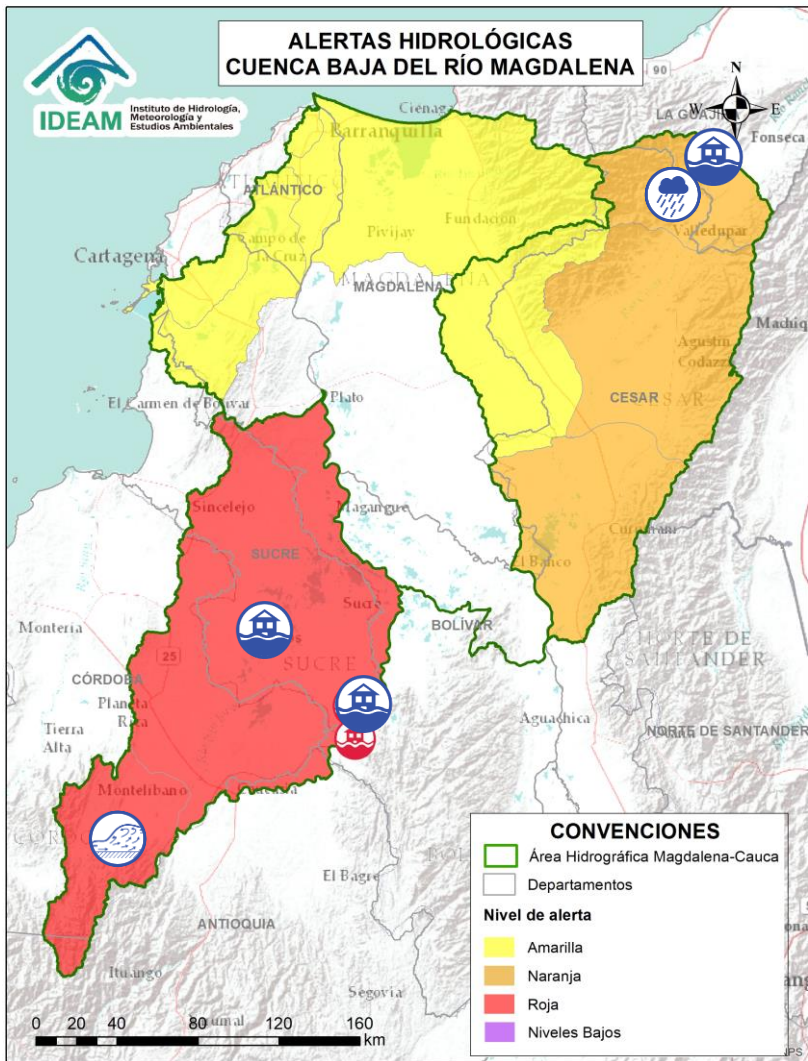 ALERTAS HIDROLÓGICAS
CUENCA BAJA DEL RÍO MAGDALENA
IDEAM
Instituto de Hidrología,
Meteorología y
Estudios Ambientales
N
W
E
90
Ciénaga
LA GUAJIRA
Fonseca
Barranquilla
ATLÁNTICO
Valledupar
Fundación
Pivijay
Campo de
la Cruz
Cartagena
MAGDALENA
MAGDALENA
Machiq
Agustín
Codazzi
CESAR
El Carmen de Bolívar
Plato
Sincelejo
Magangué
SUCRE
El Banco
Sucre
BOLÍVAR
Montería
SUCRE
NORTE DE
SANTANDER
25
CÓRDOBA
Planeta
Rica
Tierra
Alta
Aguachica
NORTE DE SANTANDER
Montelíbano
El Bagre
ANTIOQUIA
Ituango
Segovia
0 20 40 80 120 160
km
CONVENCIONES
Área Hidrográfica Magdalena-Cauca
Departamentos
Nivel de alerta
Amarilla
Naranja
Roja
Niveles Bajos